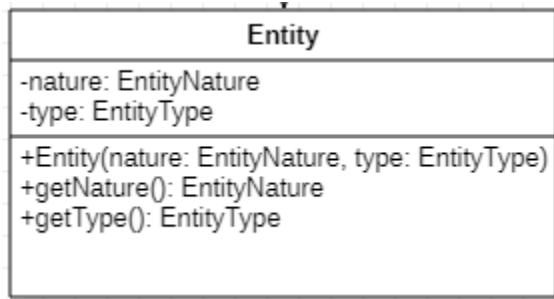 Entity
-nature: EntityNature
-type: EntityType
+Entity(nature: EntityNature, type: EntityType)
+getNature(): EntityNature
+getType(): EntityType